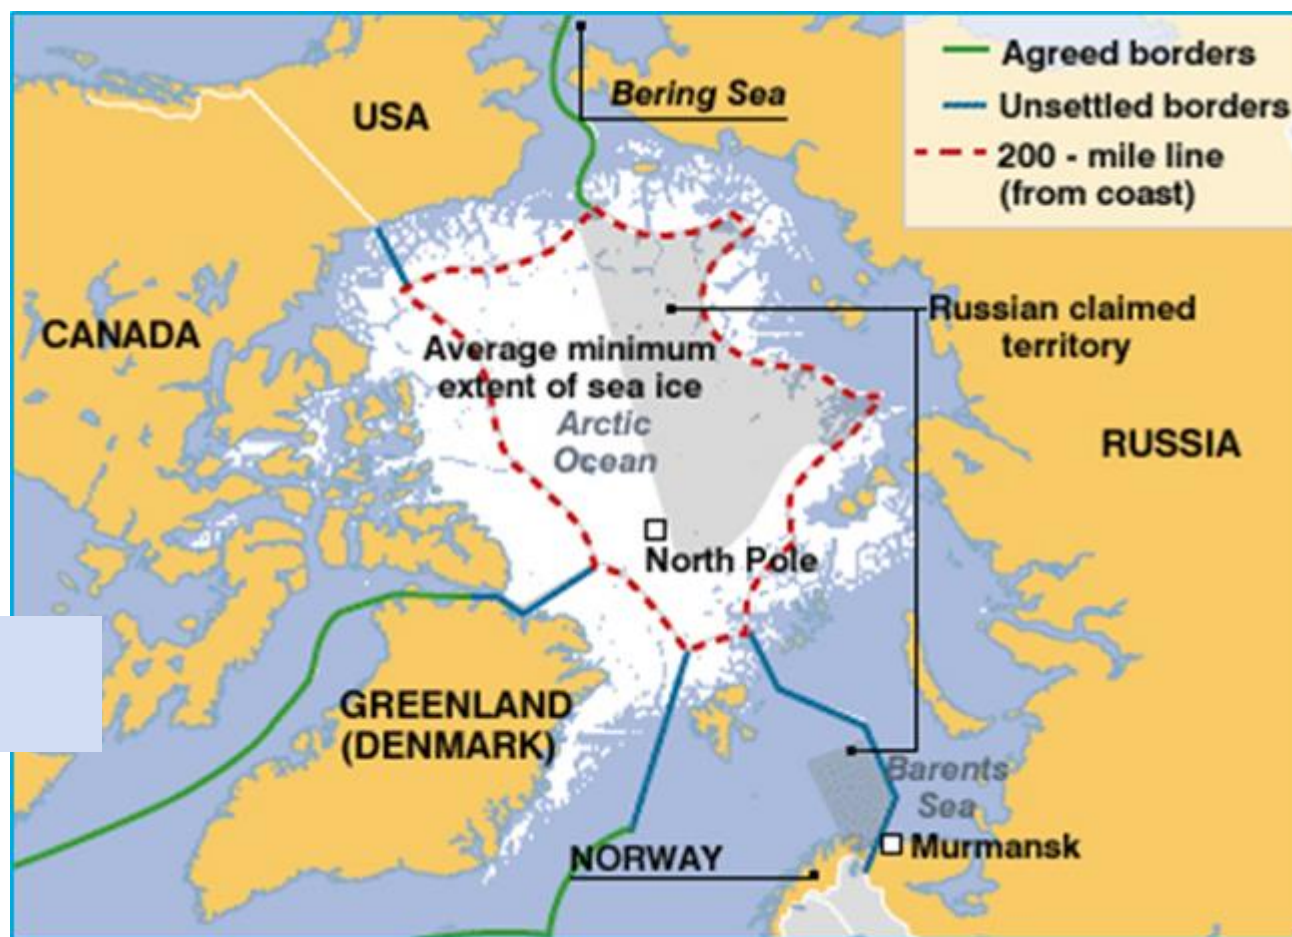 Agreed borders
Unsettled borders
200 - mile line
(from coast)
Bering Sea
USA
CANADA
Russian claimed
territory
Average minimum
extent of sea ice
Arctic
Ocean
RUSSIA
North Pole
GREENLAND
(DENMARK)
Barents
Sea
Murmansk
NORWAY